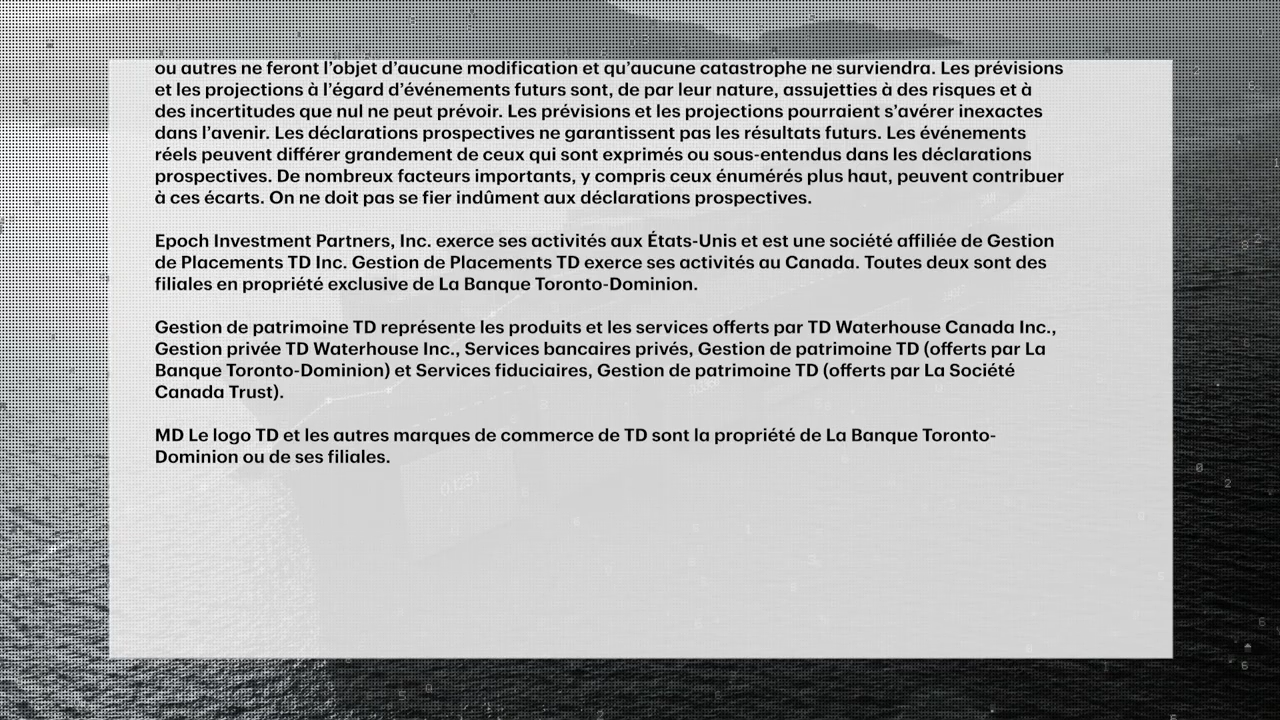 ou autres ne feront l’objet d’aucune modification et qu’aucune catastrophe ne surviendra. Les prévisions
et les projections à l’égard d’événements futurs sont, de par leur nature, assujetties à des risques et à
des incertitudes que nul ne peut prévoir. Les prévisions et les projections pourraient s’avérer inexactes
dans l’avenir. Les déclarations prospectives ne garantissent pas les résultats futurs. Les événements
réels peuvent différer grandement de ceux qui sont exprimés ou sous-entendus dans les déclarations
prospectives. De nombreux facteurs importants, y compris ceux énumérés plus haut, peuvent contribuer
à ces écarts. On ne doit pas se fier indûment aux déclarations prospectives.
Epoch Investment Partners, Inc. exerce ses activités aux États-Unis et est une société affiliée de Gestion
de Placements TD Inc. Gestion de Placements TD exerce ses activités au Canada. Toutes deux sont des
filiales en propriété exclusive de La Banque Toronto-Dominion.
Gestion de patrimoine TD représente les produits et les services offerts par TD Waterhouse Canada Inc.,
Gestion privée TD Waterhouse Inc., Services bancaires privés, Gestion de patrimoine TD (offerts par La
Banque Toronto-Dominion) et Services fiduciaires, Gestion de patrimoine TD (offerts par La Société
Canada Trust).
MD Le logo TD et les autres marques de commerce de TD sont la propriété de La Banque Toronto-
Dominion ou de ses filiales.